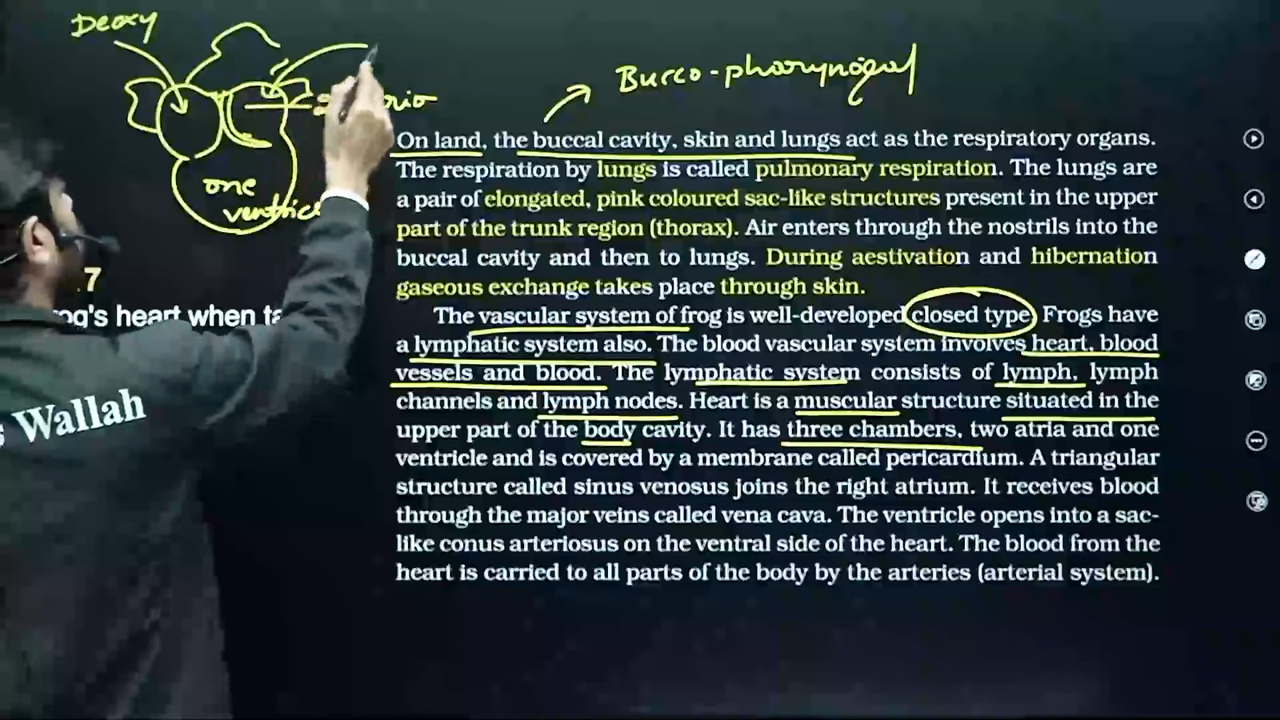 Deoxy
Bucco-pharyngeal
one
On land, the buccal cavity, skin and lungs act as the respiratory organs.
The respiration by lungs is called pulmonary respiration. The lungs are
a pair of elongated, pink coloured sac-like structures present in the upper
part of the trunk region (thorax). Air enters through the nostrils into the
buccal cavity and then to lungs. During aestivation and hibernation
gaseous exchange takes place through skin.
The vascular system of frog is well-developed closed type. Frogs have
a lymphatic system also. The blood vascular system involves heart, blood
vessels and blood. The lymphatic system consists of lymph, lymph
channels and lymph nodes. Heart is a muscular structure situated in the
upper part of the body cavity. It has three chambers, two atria and one
ventricle and is covered by a membrane called pericardium. A triangular
structure called sinus venosus joins the right atrium. It receives blood
through the major veins called vena cava. The ventricle opens into a sac-
like conus arteriosus on the ventral side of the heart. The blood from the
heart is carried to all parts of the body by the arteries (arterial system).
7
heart when
Wallah